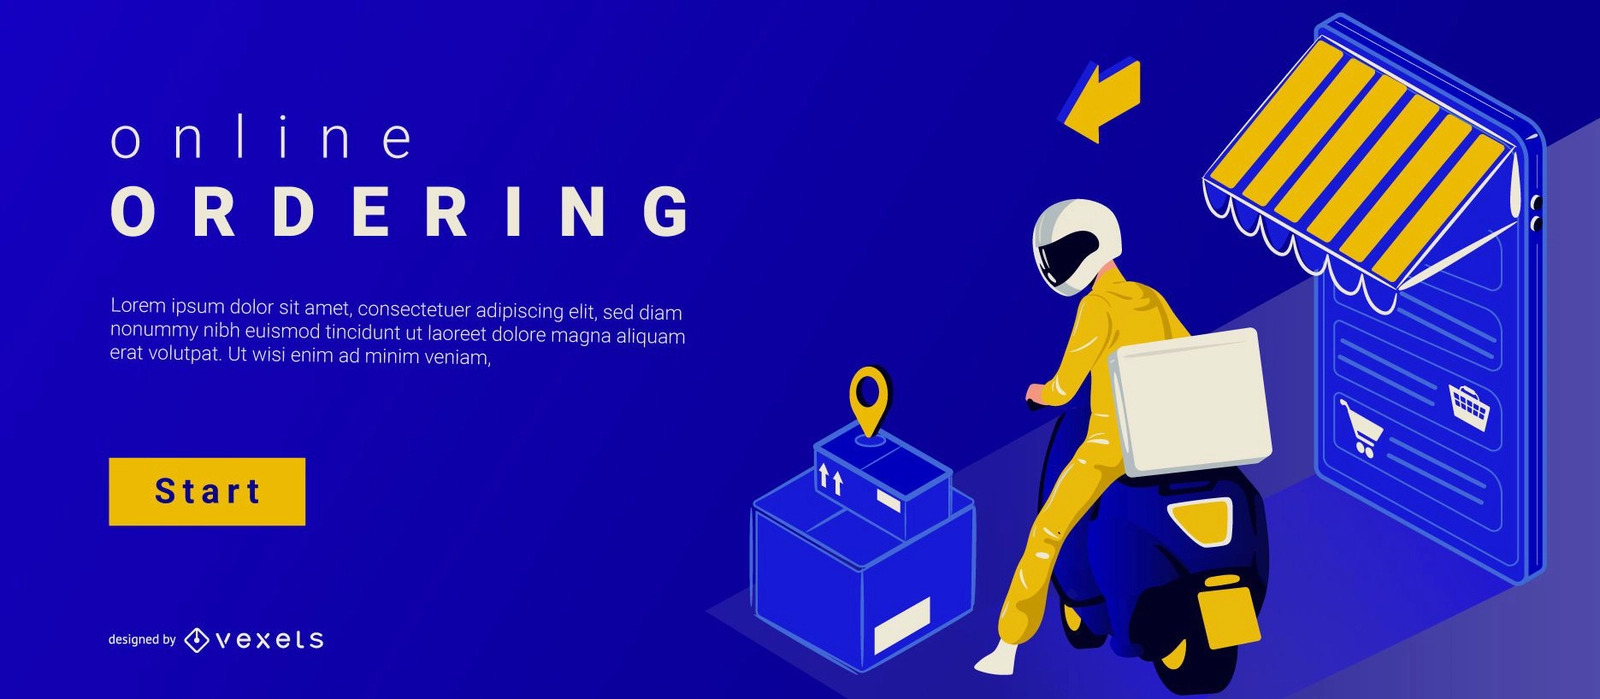 online
ORDERING
Lorem ipsum dolor sit amet, consectetuer adipiscing elit, sed diam
nonummy nibh euismod tincidunt ut laoreet dolore magna aliquam
erat volutpat. Ut wisi enim ad minim veniam,
Start
designed by vexels